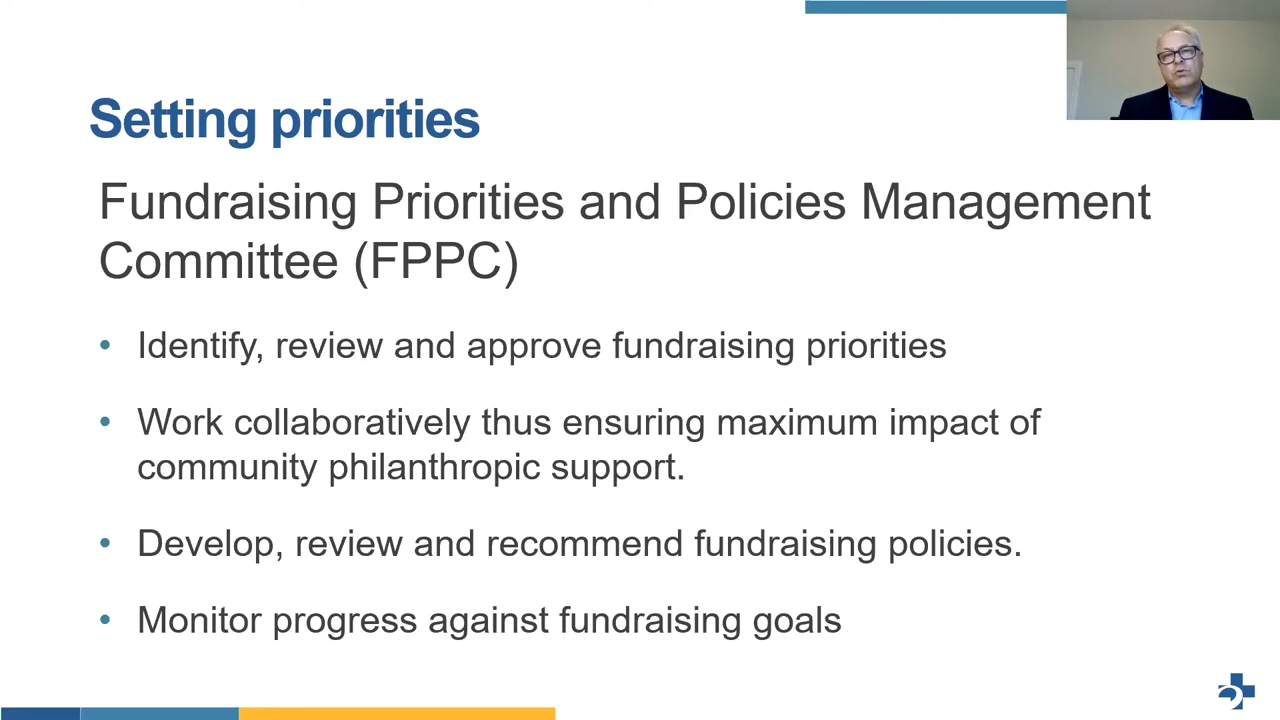 Setting priorities
Fundraising Priorities and Policies Management
Committee (FPPC)
• Identify, review and approve fundraising priorities
• Work collaboratively thus ensuring maximum impact of
community philanthropic support.
• Develop, review and recommend fundraising policies.
• Monitor progress against fundraising goals